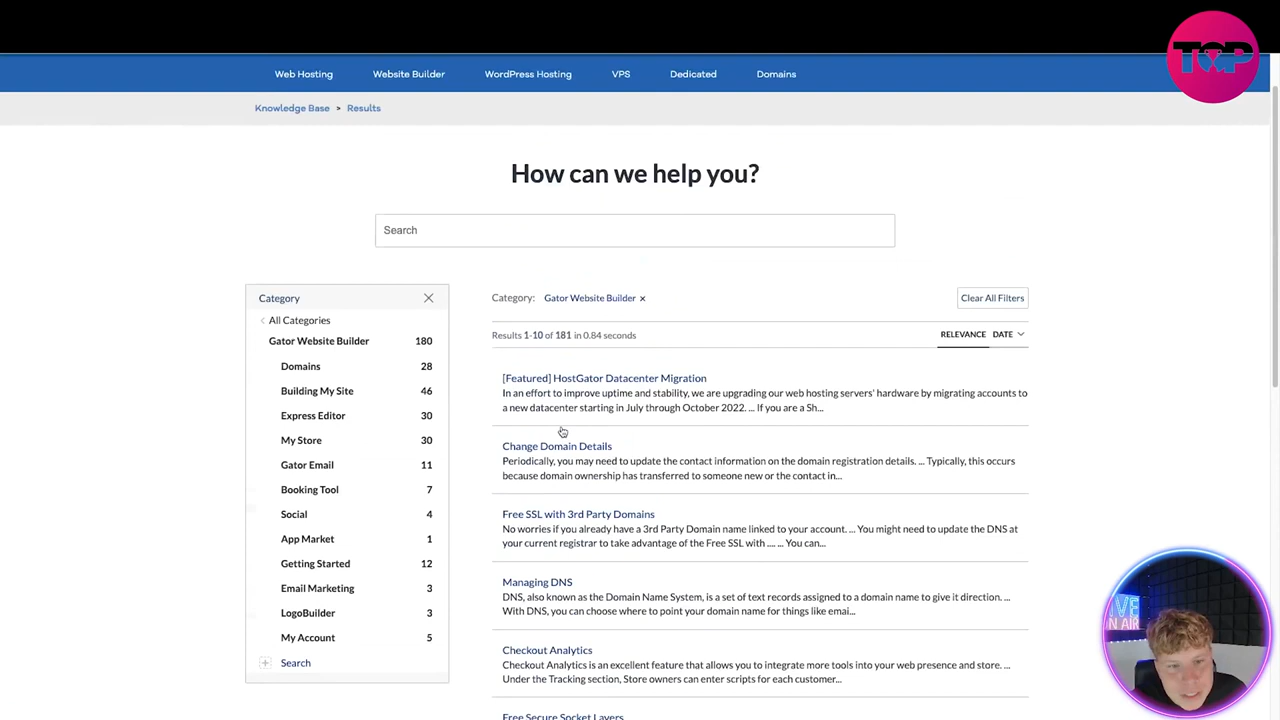 TOP
Web Hosting Website Builder WordPress Hosting VPS Dedicated Domains
Knowledge Base > Results
How can we help you?
Search
Category
All Categories
Gator Website Builder 180
Domains 28
Building My Site 46
Express Editor 30
My Store 30
Gator Email 11
Booking Tool 7
Social 4
App Market 1
Getting Started 12
Email Marketing 3
LogoBuilder 3
My Account 5
Search
Category: Gator Website Builder ×
Clear All Filters
Results 1-10 of 181 in 0.84 seconds
RELEVANCE DATE
[Featured] HostGator Datacenter Migration
In an effort to improve uptime and stability, we are upgrading our web hosting servers' hardware by migrating accounts to
a new datacenter starting in July through October 2022. ... If you are a Sh...
Change Domain Details
Periodically, you may need to update the contact information on the domain registration details. ... Typically, this occurs
because domain ownership has transferred to someone new or the contact in...
Free SSL with 3rd Party Domains
No worries if you already have a 3rd Party Domain name linked to your account. ... You might need to update the DNS at
your current registrar to take advantage of the Free SSL with .... ... You can...
Managing DNS
DNS, also known as the Domain Name System, is a set of text records assigned to a domain name to give it direction. ...
With DNS, you can choose where to point your domain name for things like emai...
Checkout Analytics
Checkout Analytics is an excellent feature that allows you to integrate more tools into your web presence and store. ...
Under the Tracking section, Store owners can enter scripts for each customer...
Free Secure Socket Layers
LIVE
ON AIR